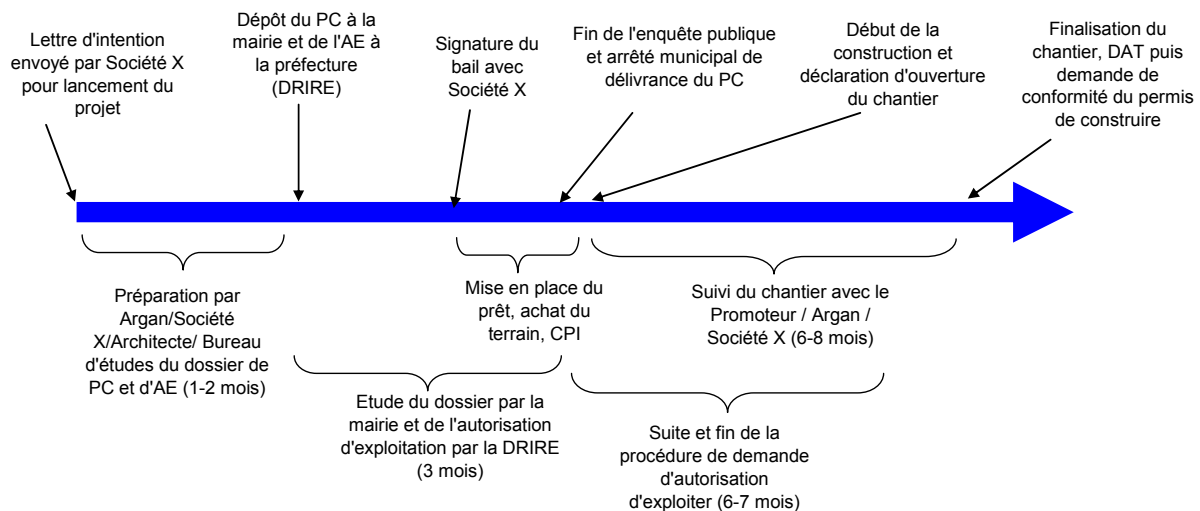 Lettre d'intention
envoyé par Société X
pour lancement du
projet
Dépôt du PC à la
mairie et de l'AE à
la préfecture
(DRIRE)
Signature du
bail avec
Société X
Fin de l'enquête publique
et arrêté municipal de
délivrance du PC
Début de la
construction et
déclaration d'ouverture
du chantier
Finalisation du
chantier, DAT puis
demande de
conformité du permis
de construire
Préparation par
Argan/Société
X/Architecte/ Bureau
d'études du dossier de
PC et d'AE (1-2 mois)
Mise en place du
prêt, achat du
terrain, CPI
Suivi du chantier avec le
Promoteur / Argan /
Société X (6-8 mois)
Etude du dossier par la
mairie et de l'autorisation
d'exploitation par la DRIRE
(3 mois)
Suite et fin de la
procédure de demande
d'autorisation
d'exploiter (6-7 mois)